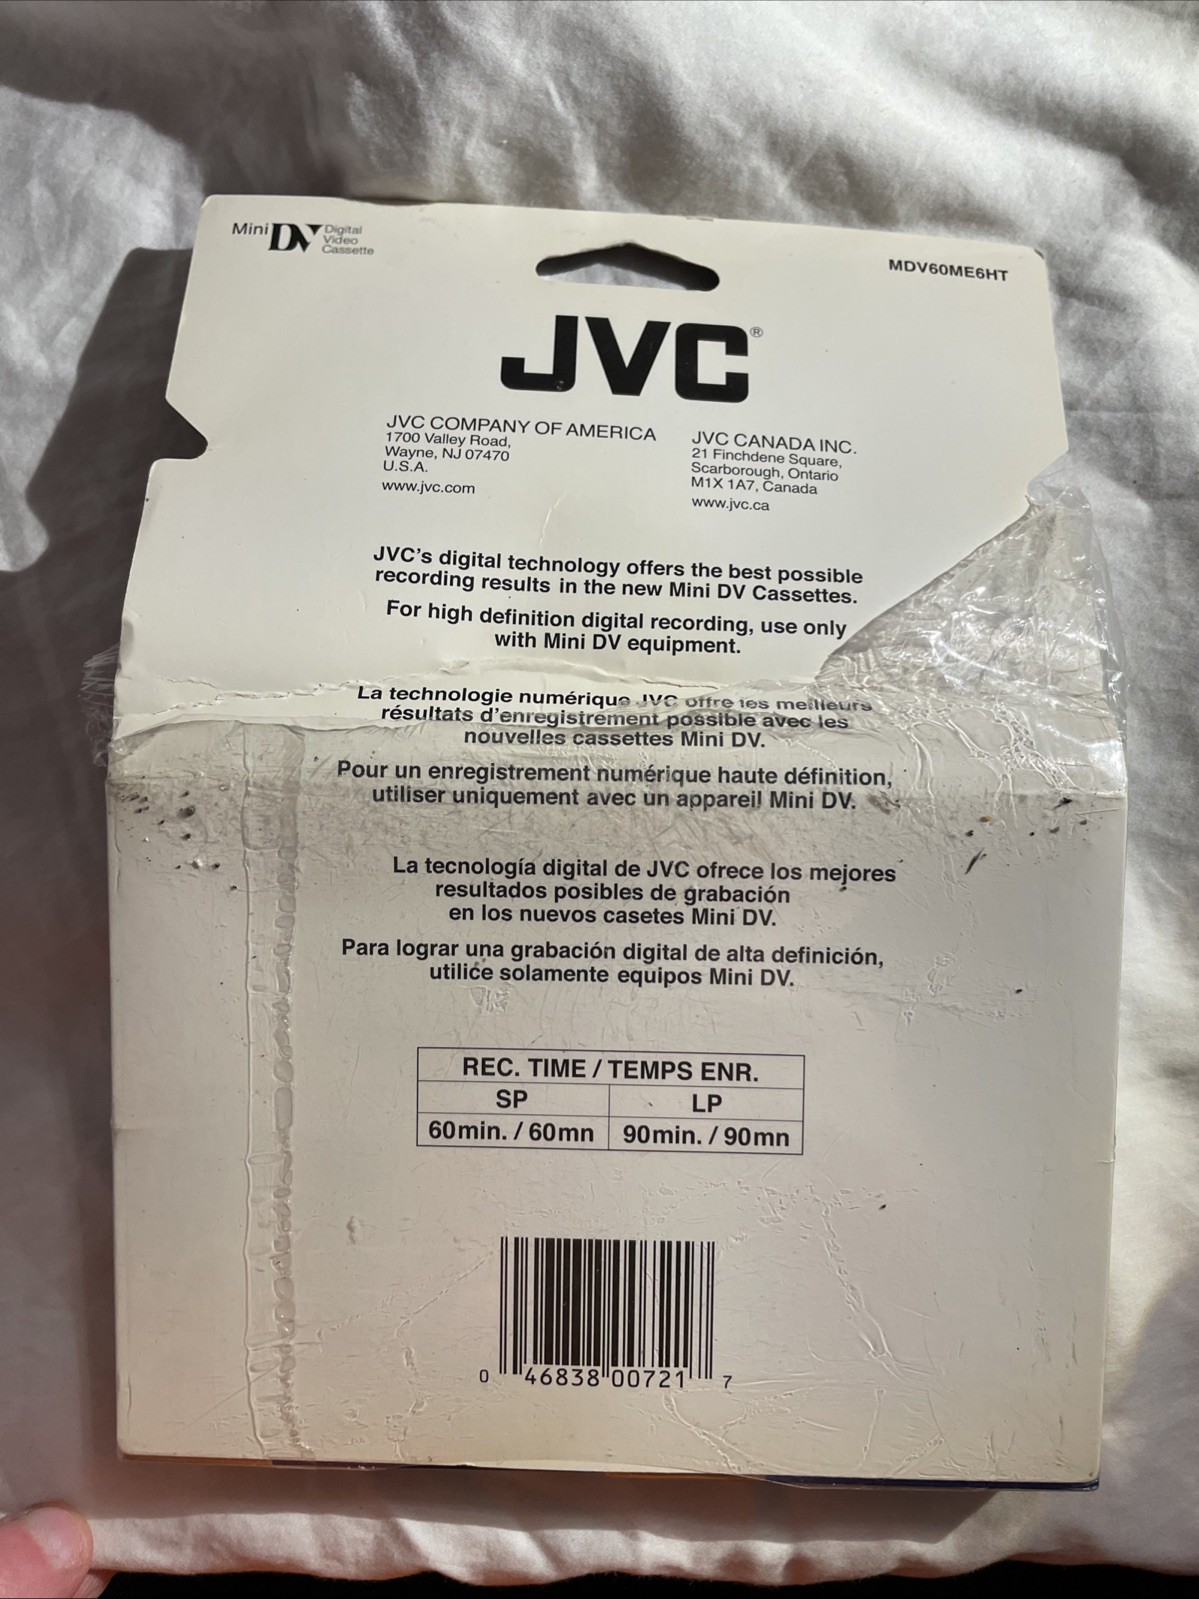 Mini DV Digital
Video
Cassette
MDV60ME6HT
JVC®
JVC COMPANY OF AMERICA
1700 Valley Road,
Wayne, NJ 07470
U.S.A.
www.jvc.com
JVC CANADA INC.
21 Finchdene Square,
Scarborough, Ontario
M1X 1A7, Canada
www.jvc.ca
JVC's digital technology offers the best possible
recording results in the new Mini DV Cassettes.
For high definition digital recording, use only
with Mini DV equipment.
La technologie numérique JVC offre les meilleurs
résultats d'enregistrement possible avec les
nouvelles cassettes Mini DV.
Pour un enregistrement numérique haute définition,
utiliser uniquement avec un appareil Mini DV.
La tecnología digital de JVC ofrece los mejores
resultados posibles de grabación
en los nuevos casetes Mini DV.
Para lograr una grabación digital de alta definición,
utilice solamente equipos Mini DV.
REC. TIME / TEMPS ENR.
SP LP
60min. / 60mn 90min. / 90mn
0 46838 00721 7